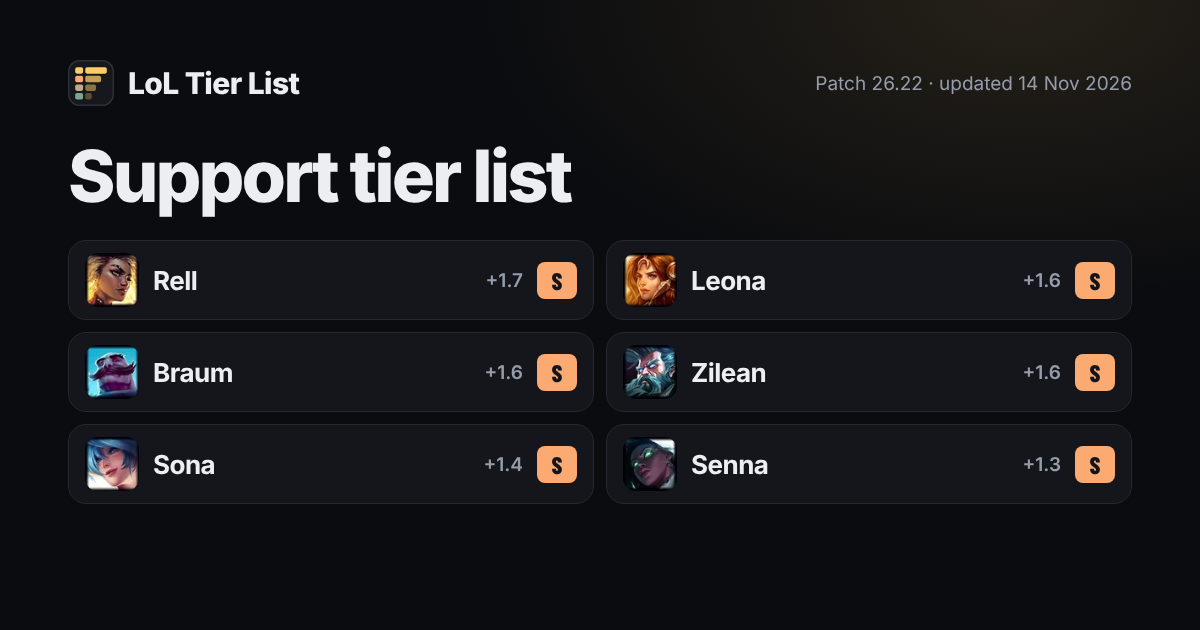 LoL Tier List
Patch 26.22 · updated 14 Nov 2026
Support tier list
Rell +1.7 S
Leona +1.6 S
Braum +1.6 S
Zilean +1.6 S
Sona +1.4 S
Senna +1.3 S